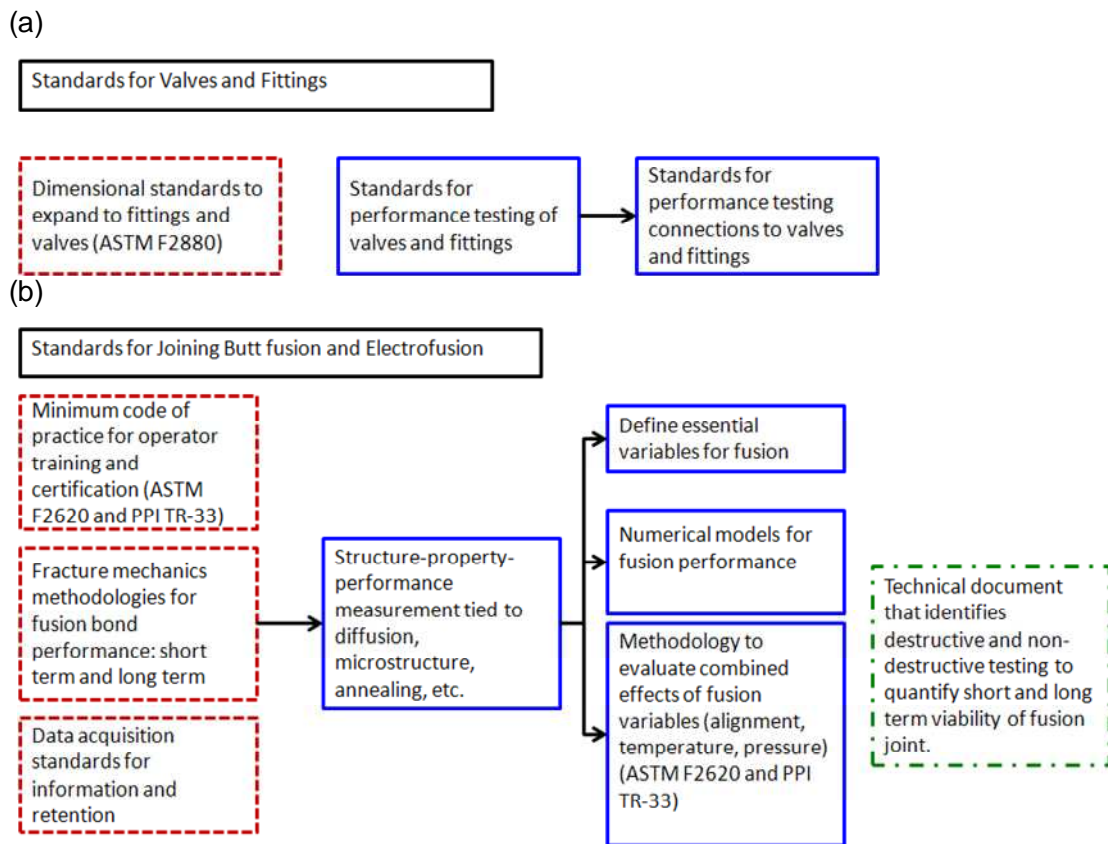 (a)
Standards for Valves and Fittings
Dimensional standards to
expand to fittings and
valves (ASTM F2880)
Standards for
performance testing of
valves and fittings
Standards for
performance testing
connections to valves
and fittings
(b)
Standards for Joining Butt fusion and Electrofusion
Minimum code of
practice for operator
training and
certification (ASTM
F2620 and PPI TR-33)
Fracture mechanics
methodologies for
fusion bond
performance: short
term and long term
Data acquisition
standards for
information and
retention
Structure-property-
performance
measurement tied to
diffusion,
microstructure,
annealing, etc.
Define essential
variables for fusion
Numerical models for
fusion performance
Methodology to
evaluate combined
effects of fusion
variables (alignment,
temperature, pressure)
(ASTM F2620 and PPI
TR-33)
Technical document
that identifies
destructive and non-
destructive testing to
quantify short and long
term viability of fusion
joint.